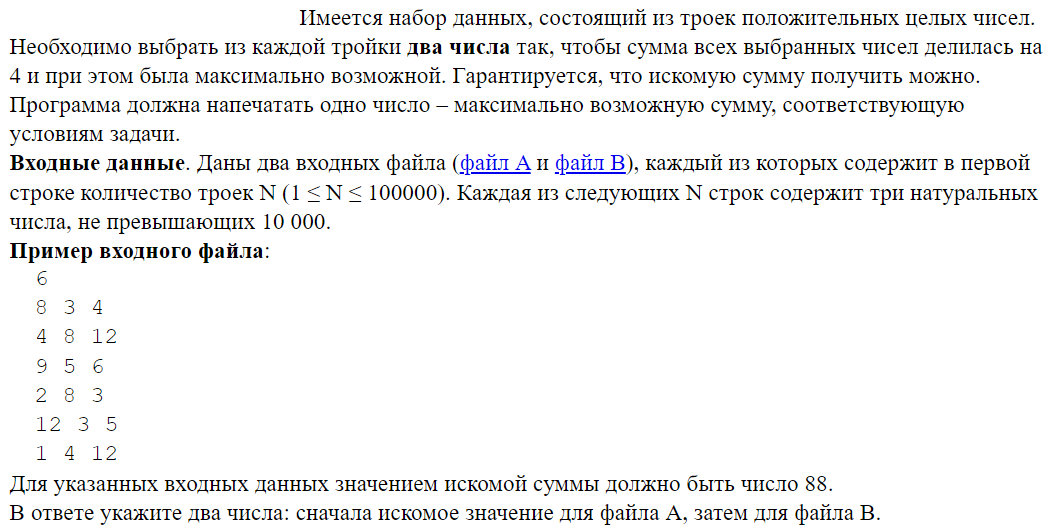 Имеется набор данных, состоящий из троек положительных целых чисел.
Необходимо выбрать из каждой тройки два числа так, чтобы сумма всех выбранных чисел делилась на
4 и при этом была максимально возможной. Гарантируется, что искомую сумму получить можно.
Программа должна напечатать одно число – максимально возможную сумму, соответствующую
условиям задачи.
Входные данные. Даны два входных файла (файл A и файл B), каждый из которых содержит в первой
строке количество троек N (1 ≤ N ≤ 100000). Каждая из следующих N строк содержит три натуральных
числа, не превышающих 10 000.
Пример входного файла:
6
8 3 4
4 8 12
9 5 6
2 8 3
12 3 5
1 4 12
Для указанных входных данных значением искомой суммы должно быть число 88.
В ответе укажите два числа: сначала искомое значение для файла A, затем для файла B.